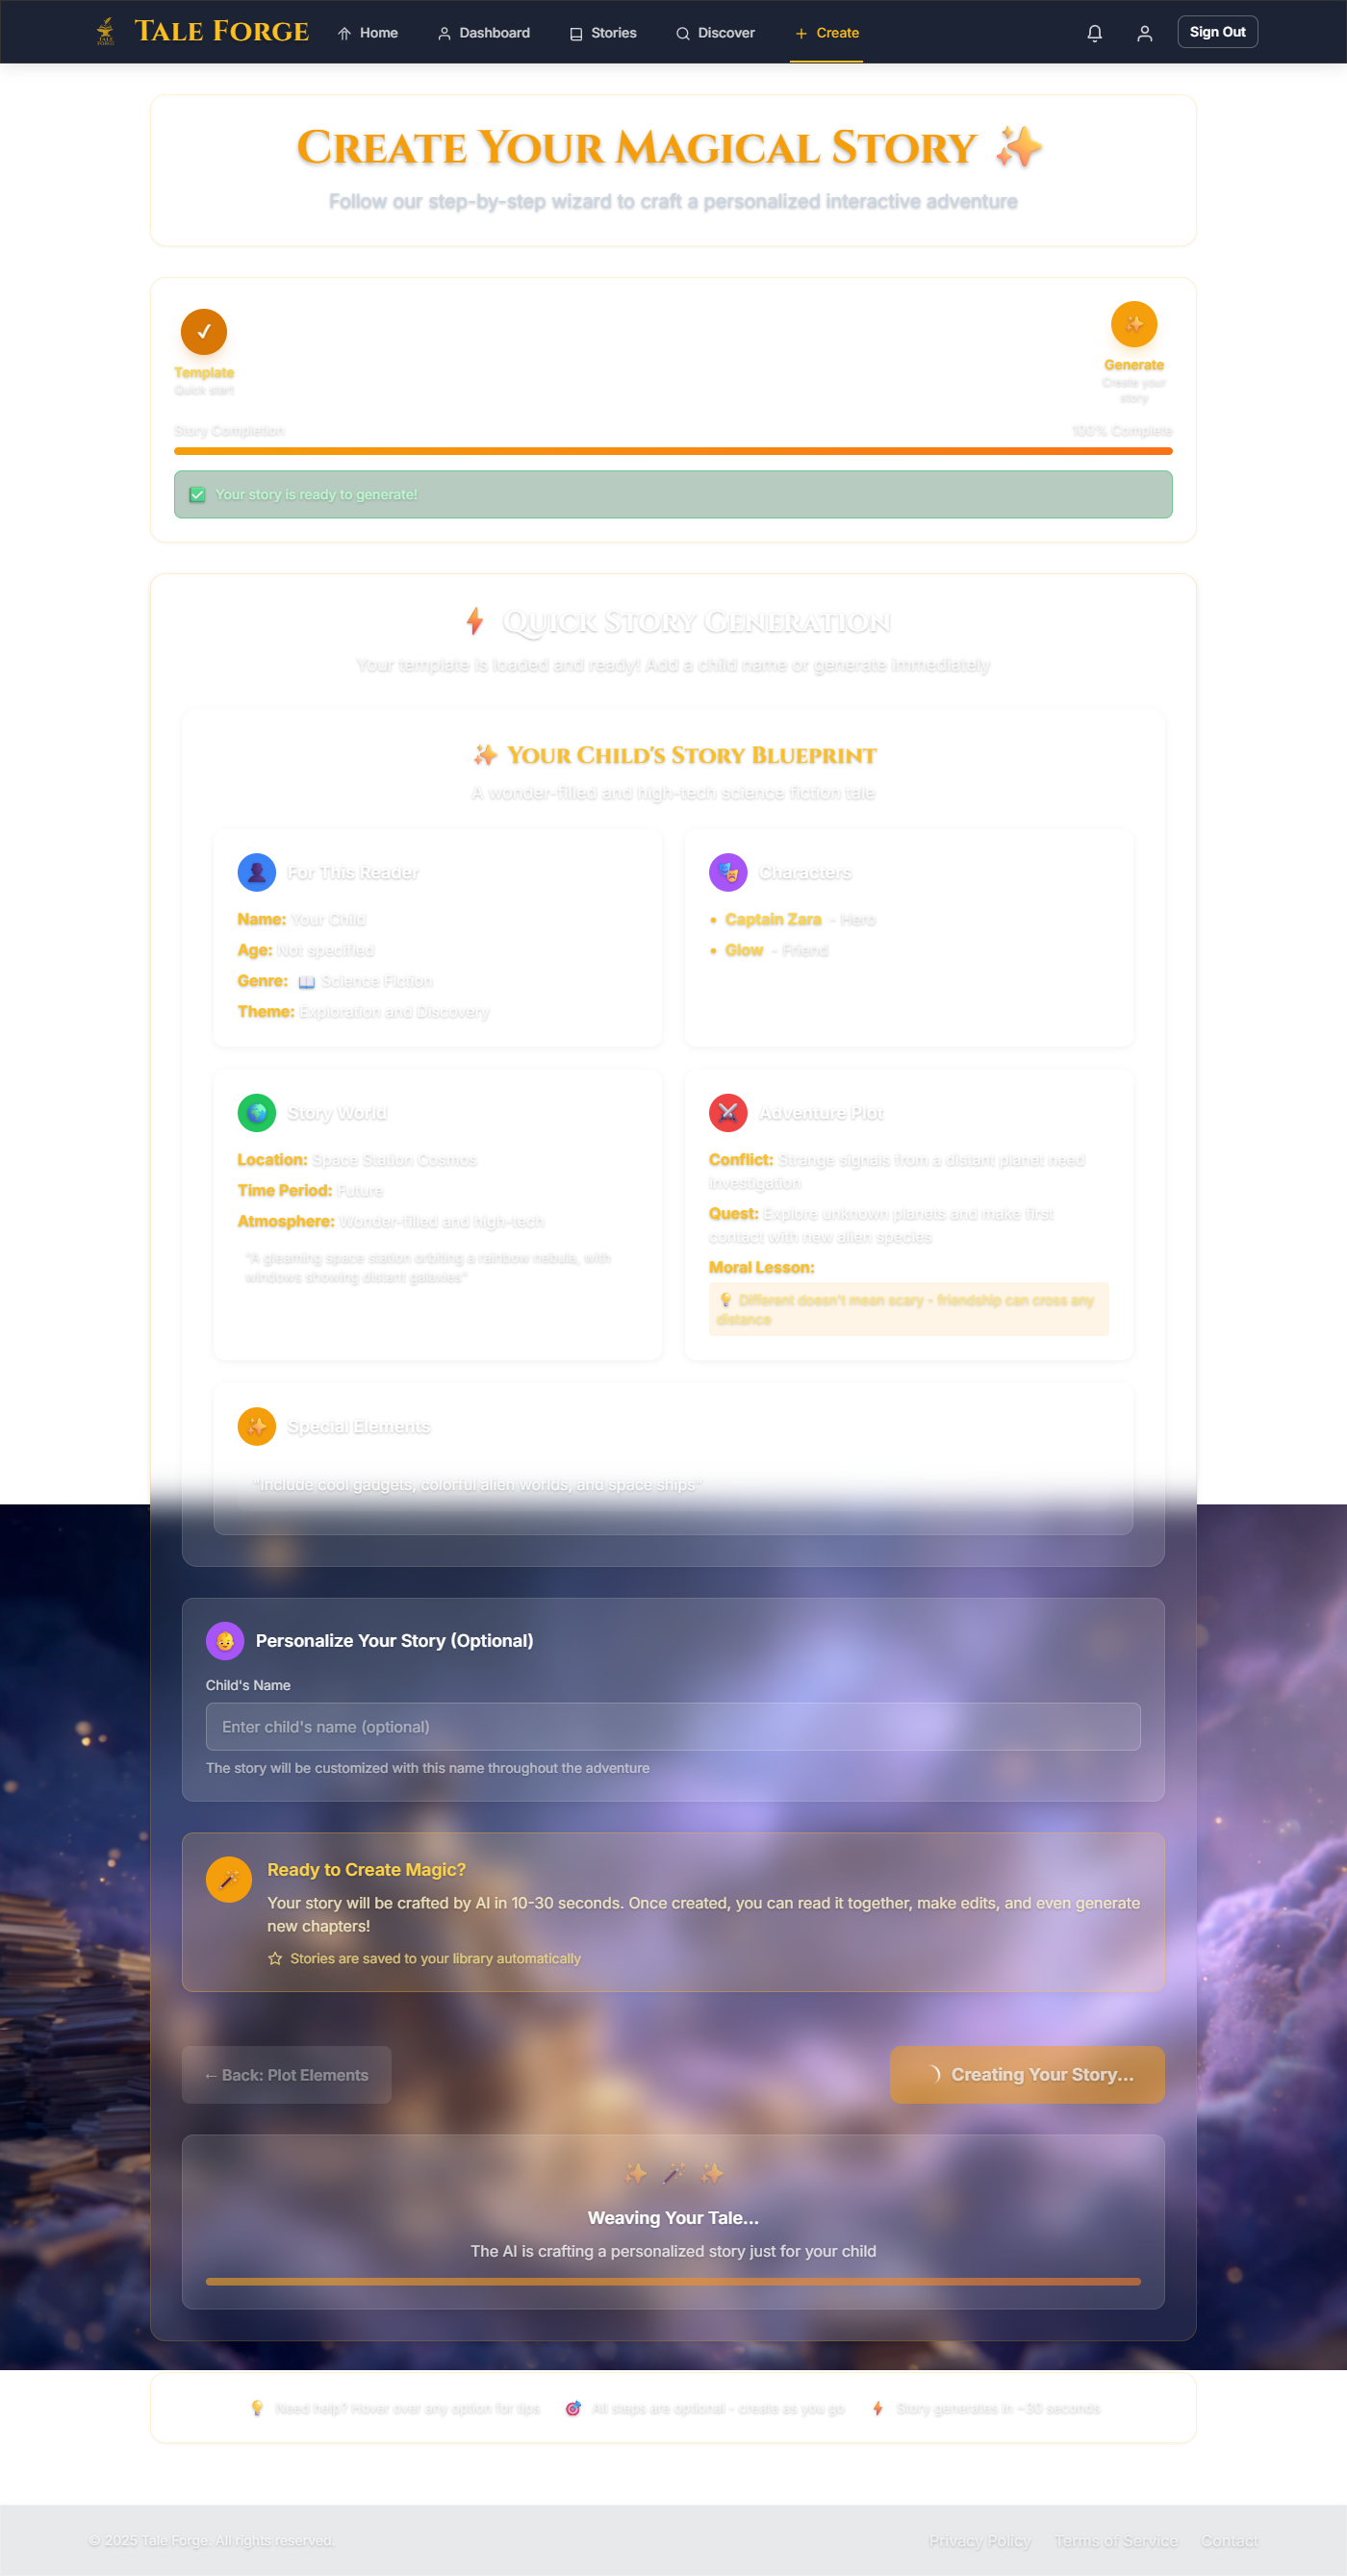 TALE FORGE
Home
Dashboard
Stories
Discover
Create
Sign Out
Create Your Magical Story
Follow our step-by-step wizard to craft a personalized interactive adventure
Template
Quick start
Generate
Create your
story
Story Completion
100% Complete
Your story is ready to generate!
Quick Story Generation
Your template is loaded and ready! Add a child name or generate immediately
Your Child's Story Blueprint
A wonder-filled and high-tech science fiction tale
For This Reader
Name: Your Child
Age: Not specified
Genre: Science Fiction
Theme: Exploration and Discovery
Characters
• Captain Zara - Hero
• Glow - Friend
Story World
Location: Space Station Cosmos
Time Period: Future
Atmosphere: Wonder-filled and high-tech
"A gleaming space station orbiting a rainbow nebula, with
windows showing distant galaxies"
Adventure Plot
Conflict: Strange signals from a distant planet need
investigation
Quest: Explore unknown planets and make first
contact with new alien species
Moral Lesson:
Different doesn't mean scary - friendship can cross any
distance
Special Elements
"Include cool gadgets, colorful alien worlds, and space ships"
Personalize Your Story (Optional)
Child's Name
Enter child's name (optional)
The story will be customized with this name throughout the adventure
Ready to Create Magic?
Your story will be crafted by AI in 10-30 seconds. Once created, you can read it together, make edits, and even generate
new chapters!
Stories are saved to your library automatically
← Back: Plot Elements
Creating Your Story...
Weaving Your Tale...
The AI is crafting a personalized story just for your child
Need help? Hover over any option for tips
All steps are optional - create as you go
Story generates in ~30 seconds
© 2025 Tale Forge. All rights reserved.
Privacy Policy
Terms of Service
Contact